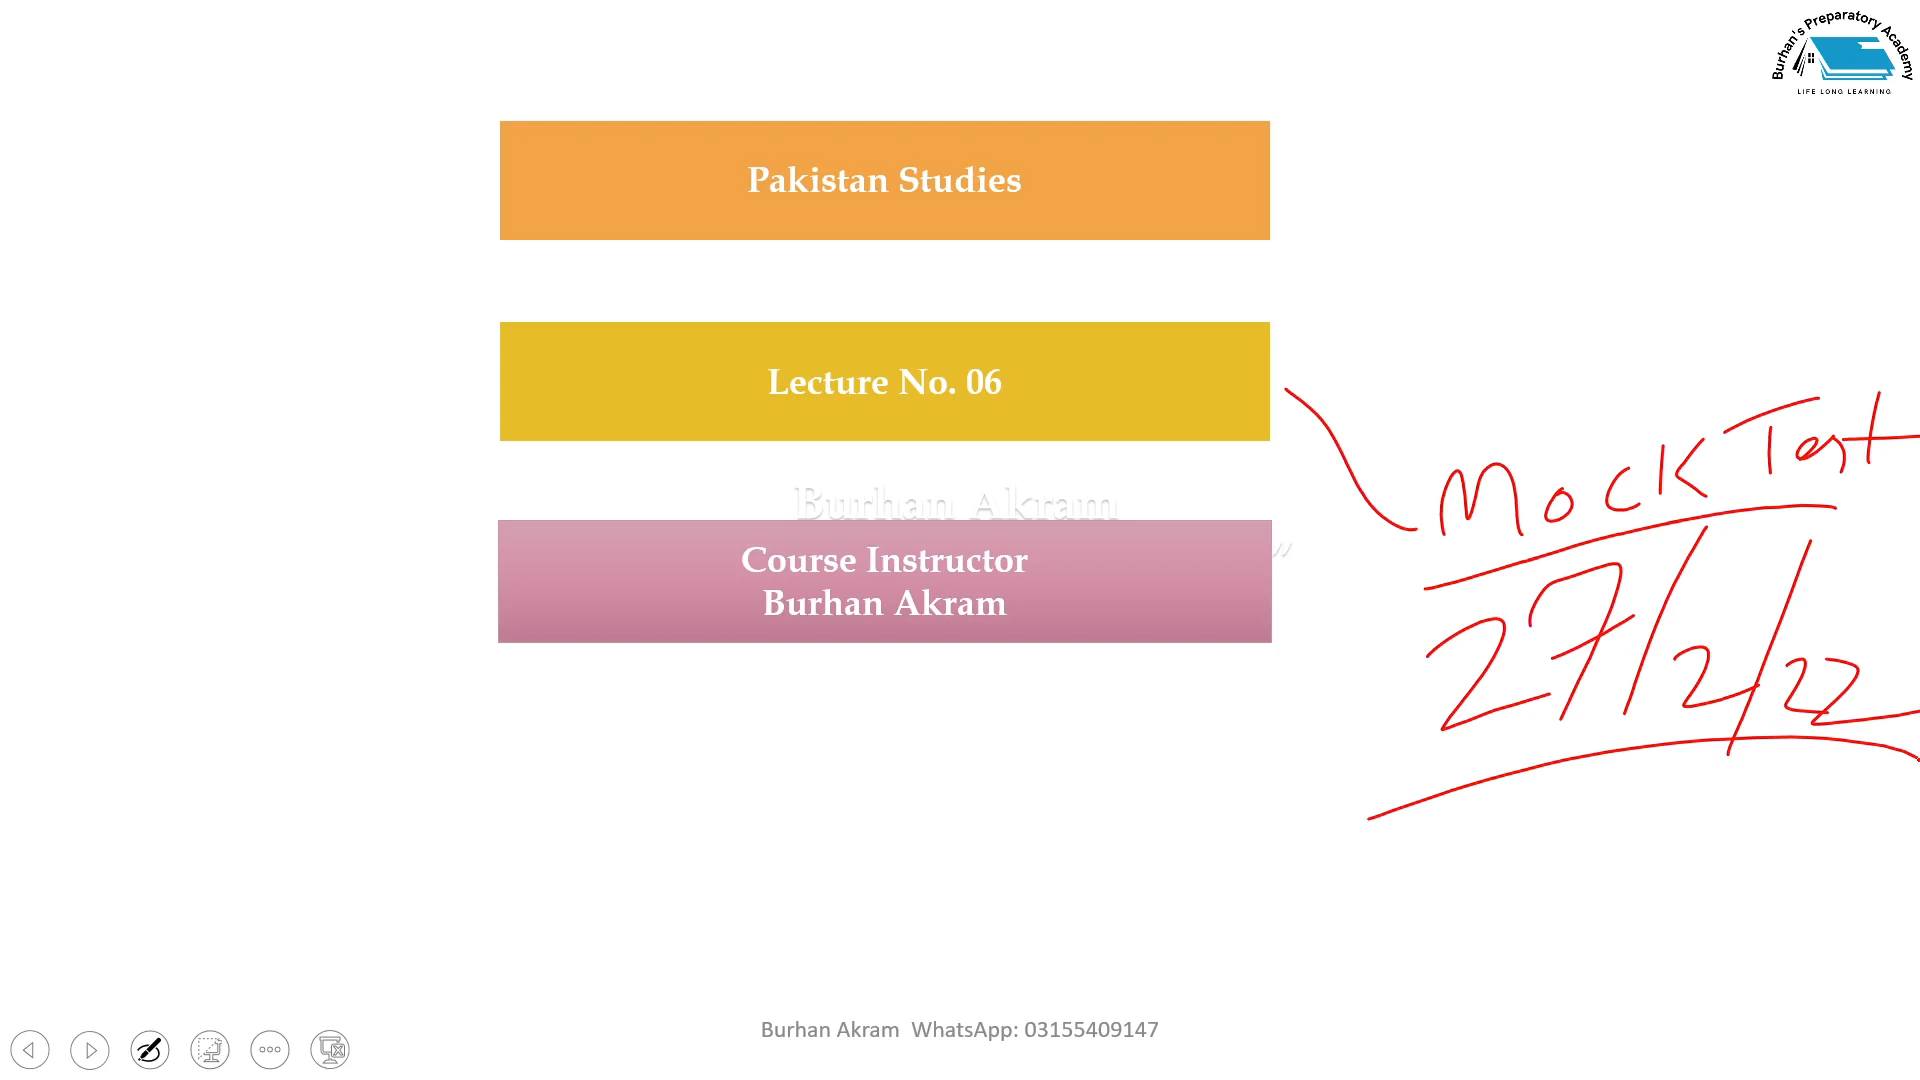 Burhan's Preparatory Academy
LIFE LONG LEARNING
Pakistan Studies
Lecture No. 06
Mock Test
27/2/22
Burhan Akram
Course Instructor
Burhan Akram
Burhan Akram WhatsApp: 03155409147